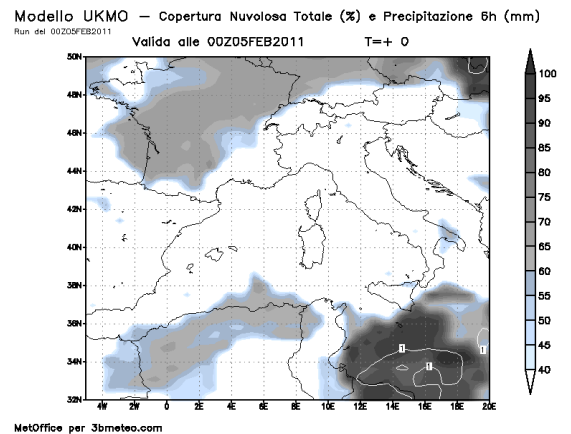 Modello UKMO — Copertura Nuvolosa Totale (%) e Precipitazione 6h (mm)
Run del 00Z05FEB2011
Valida alle 00Z05FEB2011 T=+ 0
50N
48N
46N
44N
42N
40N
38N
36N
34N
32N
4W 2W 0 2E 4E 6E 8E 10E 12E 14E 16E 18E 20E
100
95
90
85
80
75
70
65
60
55
50
45
40
1
1
1
MetOffice per 3bmeteo.com